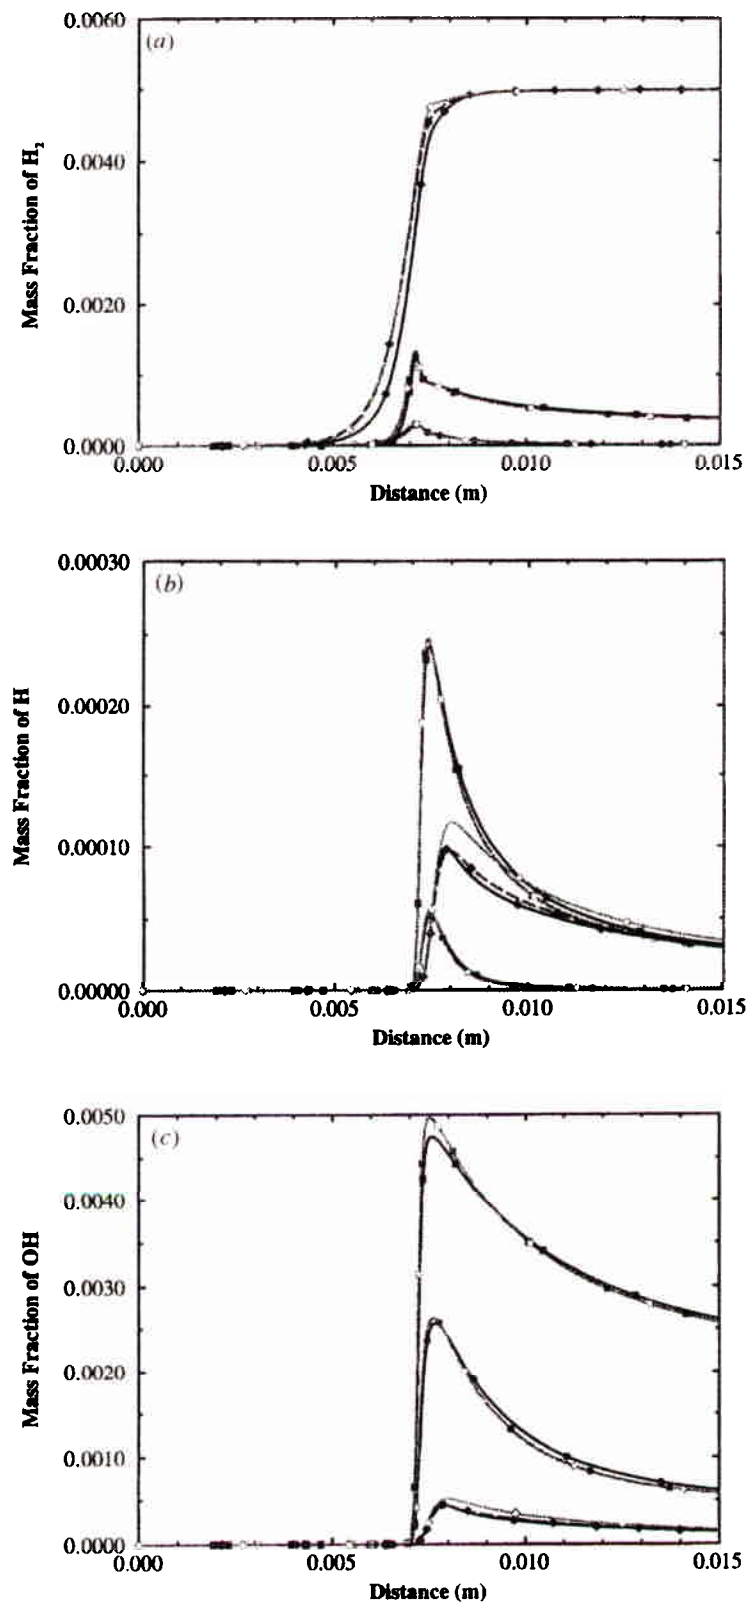 0.0060
(a)
0.0040
0.0020
0.0000
Mass Fraction of H₂
0.000 0.005 0.010 0.015
Distance (m)
0.00030
(b)
0.00020
0.00010
0.00000
Mass Fraction of H
0.000 0.005 0.010 0.015
Distance (m)
0.0050
(c)
0.0040
0.0030
0.0020
0.0010
0.0000
Mass Fraction of OH
0.000 0.005 0.010 0.015
Distance (m)